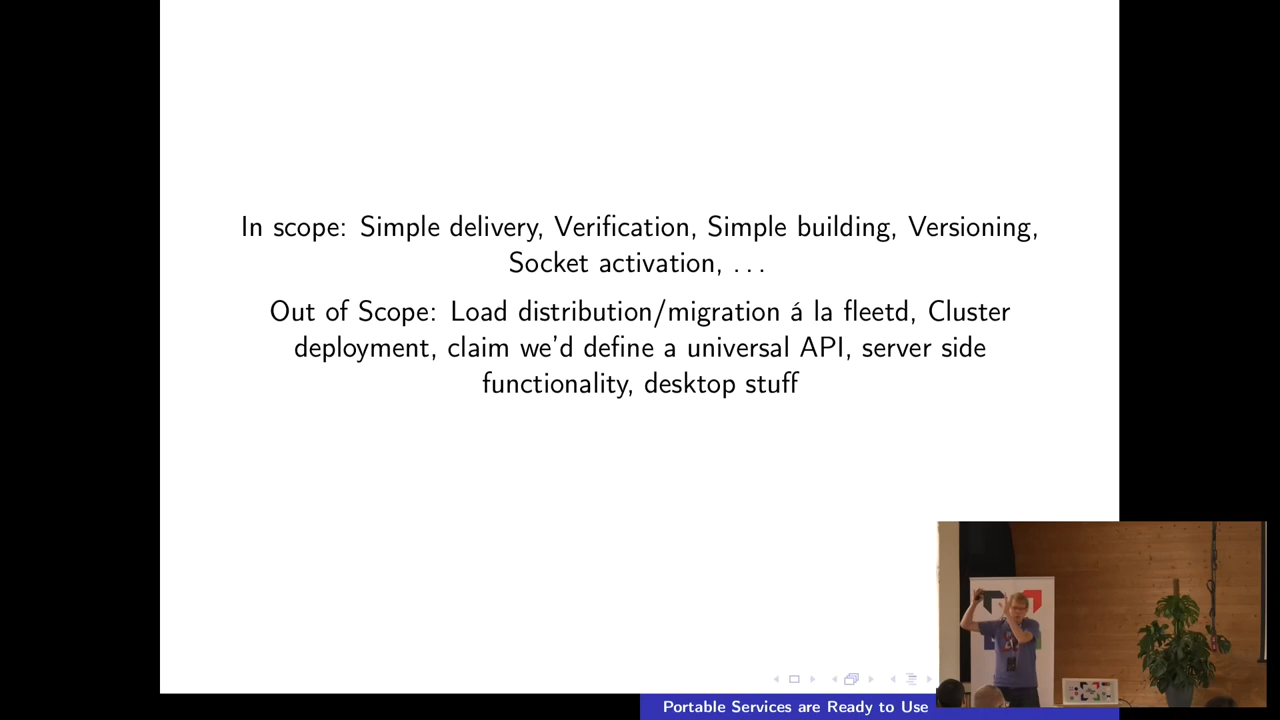 In scope: Simple delivery, Verification, Simple building, Versioning,
Socket activation, . . .
Out of Scope: Load distribution/migration á la fleetd, Cluster
deployment, claim we'd define a universal API, server side
functionality, desktop stuff
Portable Services are Ready to Use